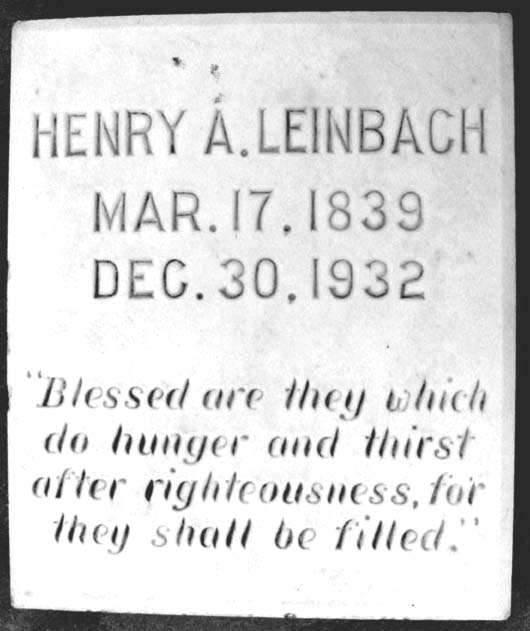 HENRY A. LEINBACH
MAR. 17. 1839
DEC. 30. 1932
"Blessed are they which
do hunger and thirst
after righteousness, for
they shall be filled."